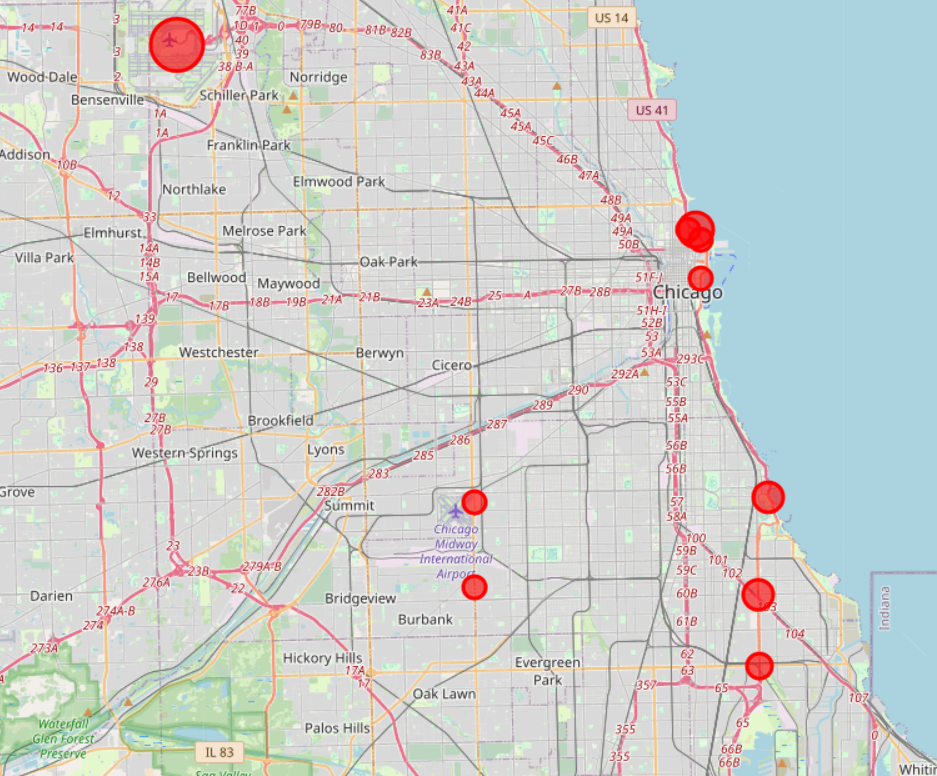 14
14
77B
1D
1
0
79B
80
81B
82B
41A
41C
42
US 14
3
40
39
38 B-A
83B
43A
43A
44A
2
Wood Dale
Norridge
Bensenville
Schiller Park
US 41
1A
1A
45A
45A
45C
46B
47A
Franklin Park
Addison
10B
12
Northlake
Elmwood Park
48B
49A
49A
50B
33
Elmhurst
Melrose Park
14A
14B
15A
Villa Park
Oak Park
Bellwood
Maywood
51F-J
Chicago
17
17B
18B
19B
21A
21B
23A
24B
25
A
27B
28B
51H-I
52B
53
53A
139
138
138
137
136
Westchester
Berwyn
Cicero
293C
292A
290
289
287
286
285
283
282B
29
53C
55B
55A
56B
56B
27B
27B
Brookfield
Western Springs
Lyons
Grove
Summit
57
58A
Chicago
Midway
International
Airport
100
101
102
103
104
59B
59C
60B
61B
62
63
23
23B
279A-B
22
276A
274A-B
274
273A
Darien
Bridgeview
Burbank
Indiana
Hickory Hills
17A
17
Evergreen
Park
Oak Lawn
357
65
65
107
0
355
355
66B
66B
Waterfall
Glen Forest
Preserve
Palos Hills
IL 83
Sag Valley
Whitin